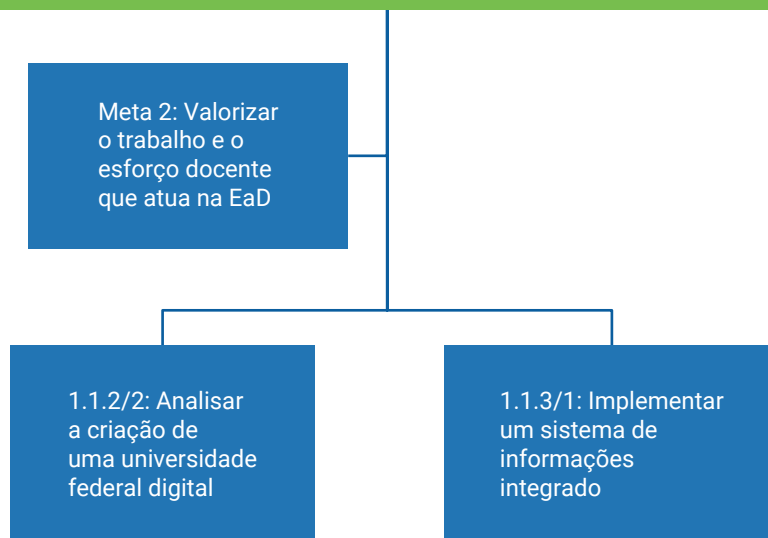 Meta 2: Valorizar
o trabalho e o
esforço docente
que atua na EaD
1.1.2/2: Analisar
a criação de
uma universidade
federal digital
1.1.3/1: Implementar
um sistema de
informações
integrado